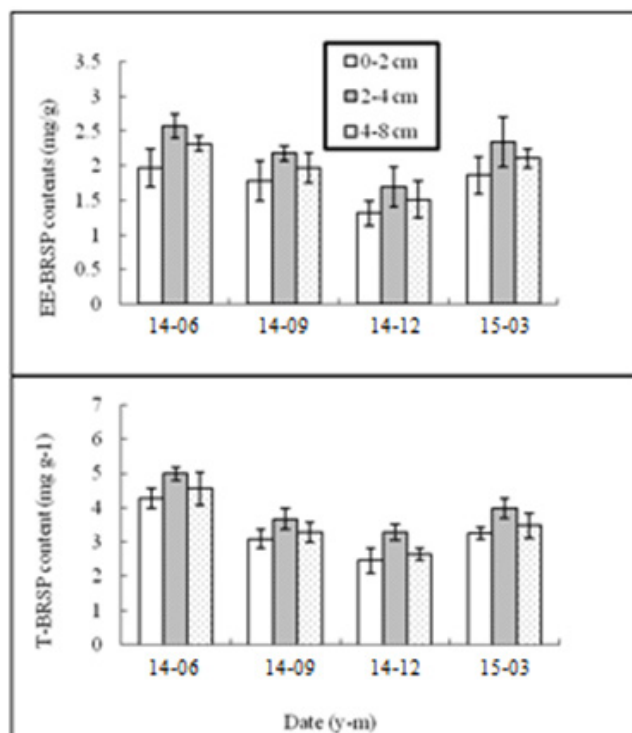 EE-BRSP contents (mg/g)
3.5
3
2.5
2
1.5
1
0.5
0
0-2 cm
2-4 cm
4-8 cm
14-06 14-09 14-12 15-03
T-BRSP content (mg g-1)
7
6
5
4
3
2
1
0
14-06 14-09 14-12 15-03
Date (y-m)